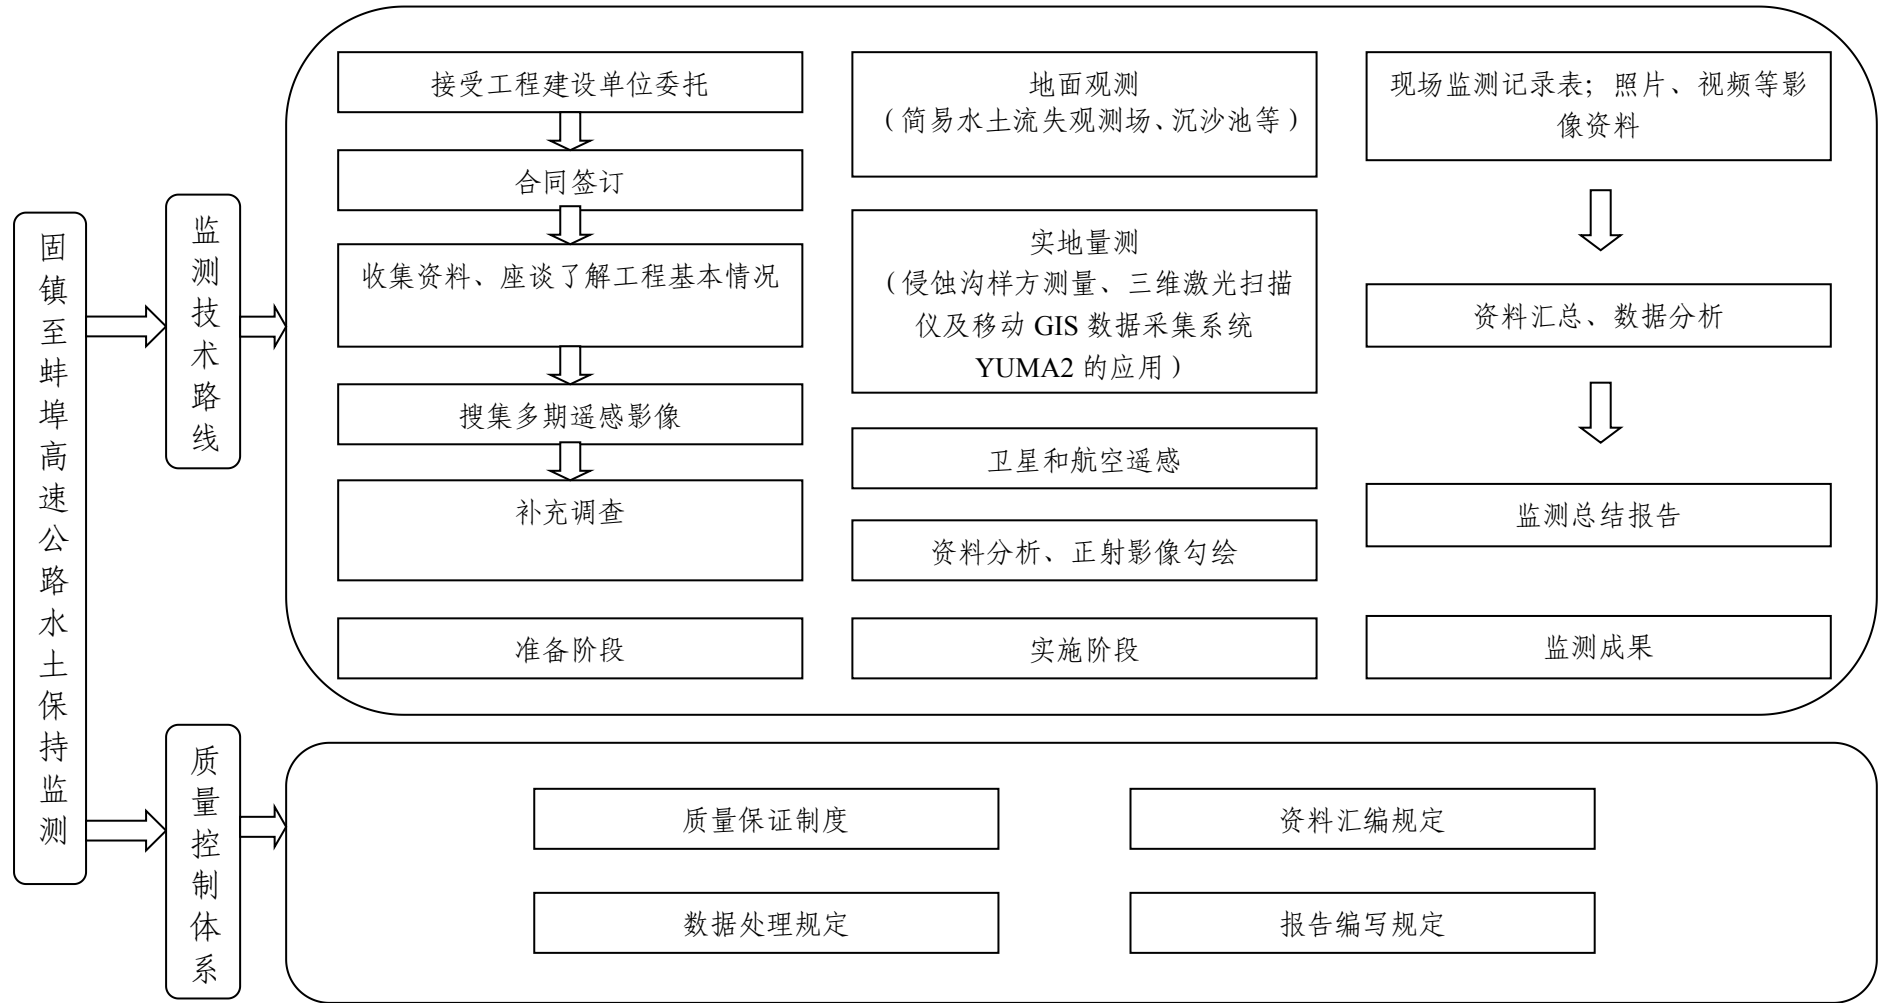 固镇至蚌埠高速公路水土保持监测
监测技术路线
接受工程建设单位委托
合同签订
收集资料、座谈了解工程基本情况
搜集多期遥感影像
补充调查
准备阶段
地面观测
（简易水土流失观测场、沉沙池等）
实地量测
（侵蚀沟样方测量、三维激光扫描
仪及移动 GIS 数据采集系统
YUMA2 的应用）
卫星和航空遥感
资料分析、正射影像勾绘
实施阶段
现场监测记录表；照片、视频等影
像资料
资料汇总、数据分析
监测总结报告
监测成果
质量控制体系
质量保证制度
资料汇编规定
数据处理规定
报告编写规定